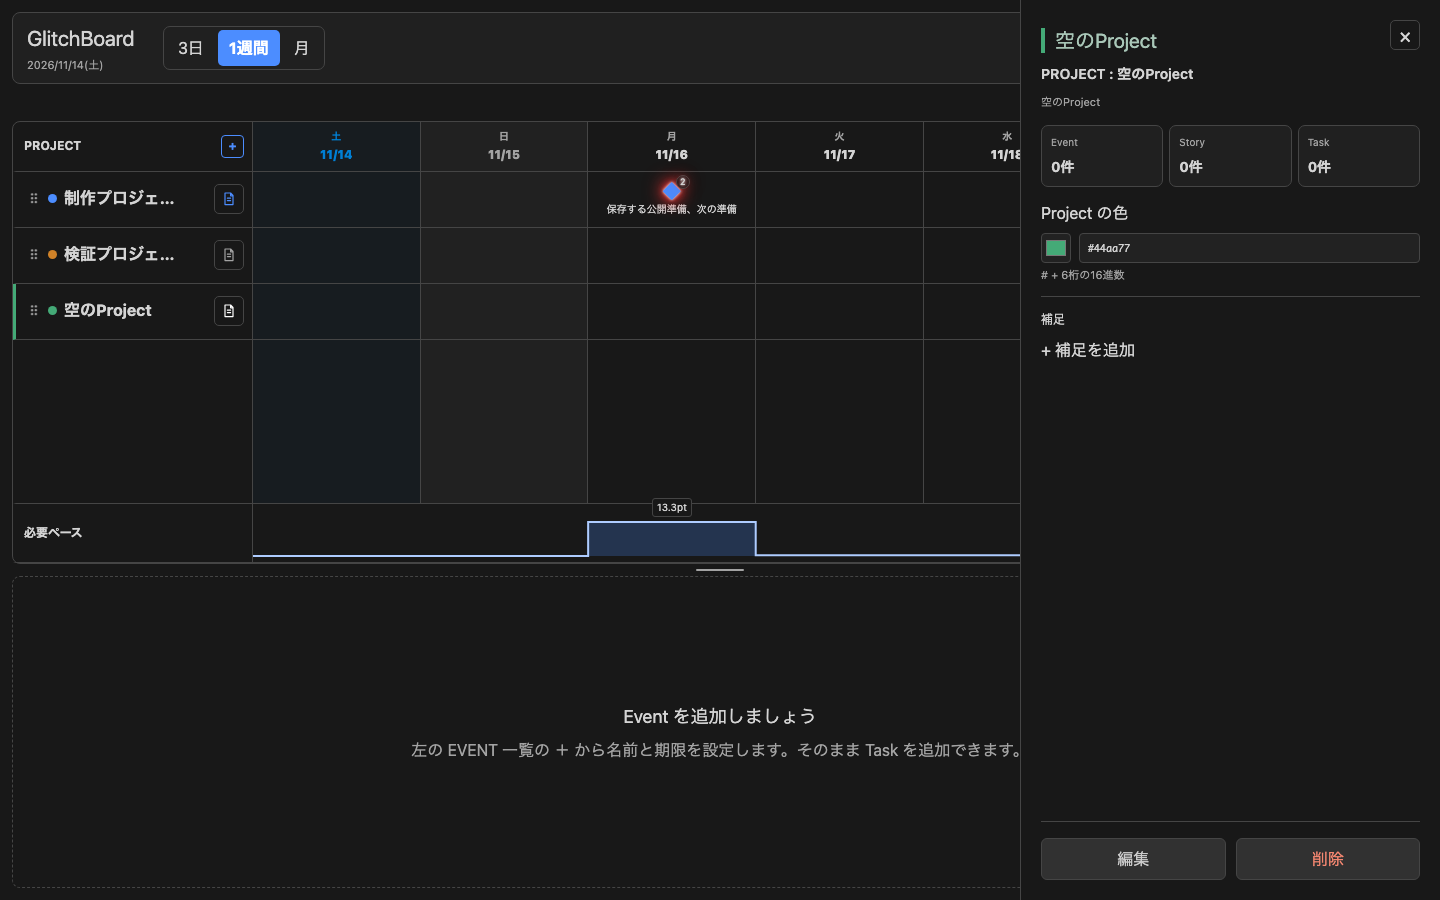 GlitchBoard
2026/11/14(土)
3日
1週間
月
PROJECT
+
土
11/14
日
11/15
月
11/16
火
11/17
水
11/18
制作プロジェ...
2
保存する公開準備、次の準備
検証プロジェ...
空のProject
必要ペース
13.3pt
Event を追加しましょう
左の EVENT 一覧の ＋ から名前と期限を設定します。そのまま Task を追加できます。
空のProject
×
PROJECT : 空のProject
空のProject
Event
0件
Story
0件
Task
0件
Project の色
#44aa77
# + 6桁の16進数
補足
+ 補足を追加
編集
削除